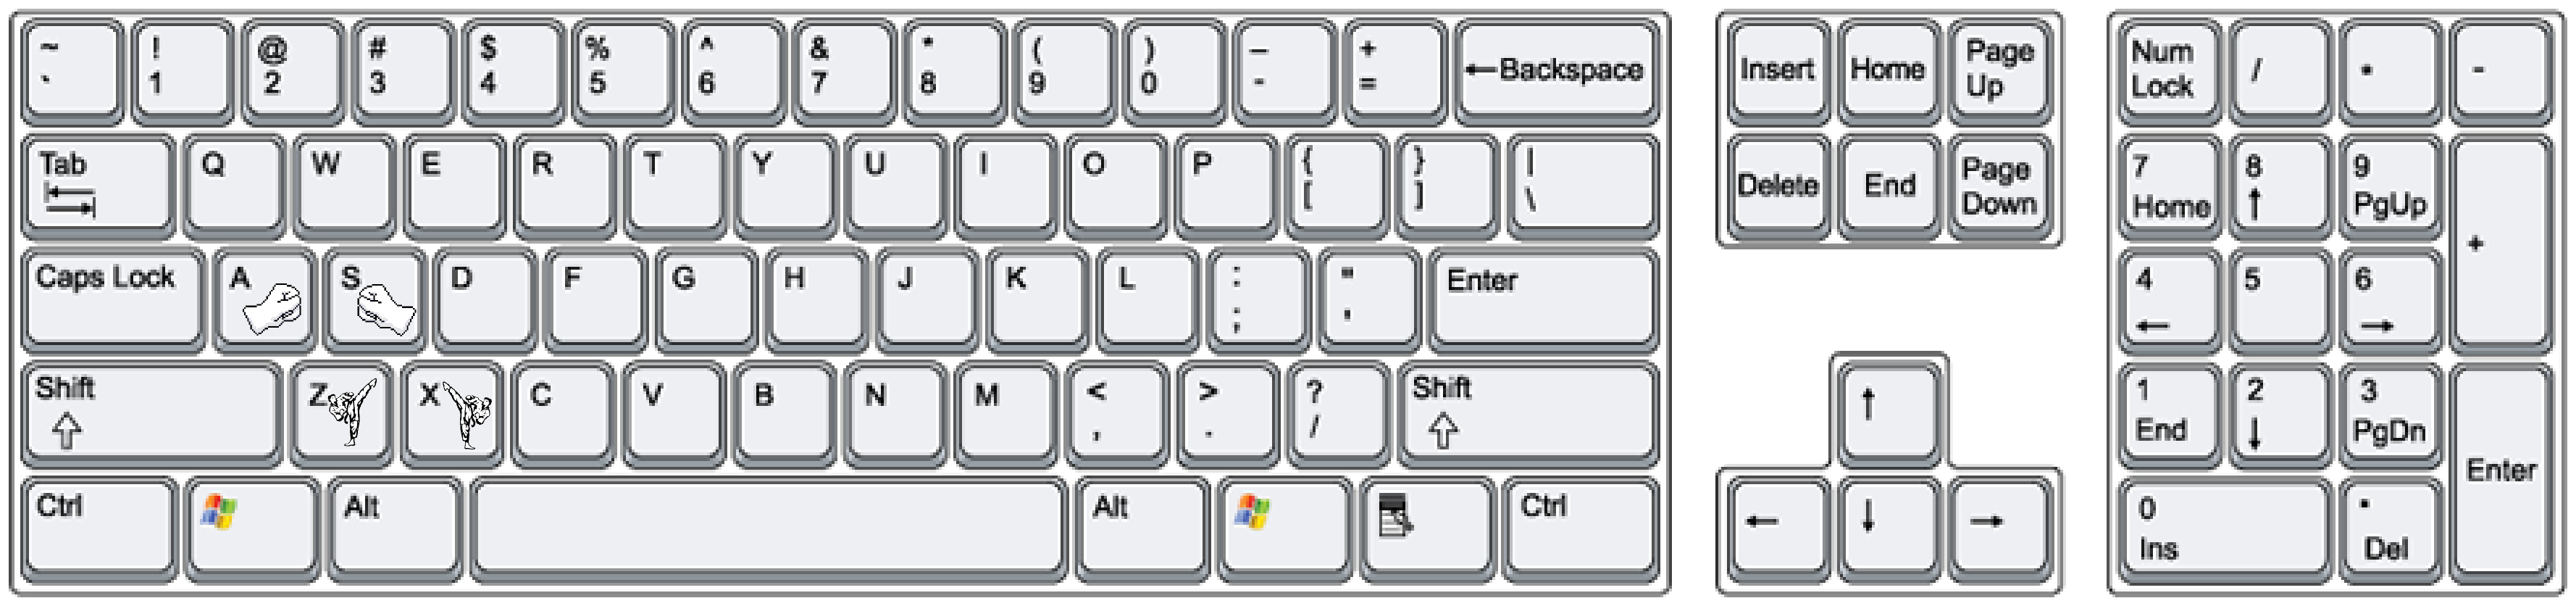 ~ ! @ # $ % ^ & * ( ) – +
` 1 2 3 4 5 6 7 8 9 0 - = ←Backspace
Tab Q W E R T Y U I O P { } |
[ ] \
Caps Lock A S D F G H J K L : " Enter
; '
Shift Z X C V B N M < > ? Shift
, . /
Ctrl Alt Alt Ctrl
Insert Home Page Up
Delete End Page Down
↑
← ↓ →
Num Lock / • -
7 8 9
Home ↑ PgUp +
4 5 6
← →
1 2 3
End ↓ PgDn
Enter
0 •
Ins Del